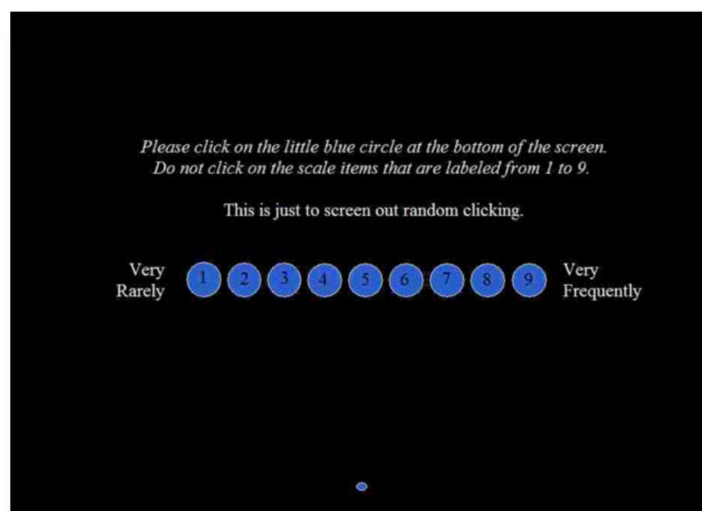 Please click on the little blue circle at the bottom of the screen.
Do not click on the scale items that are labeled from 1 to 9.
This is just to screen out random clicking.
Very
Rarely
1 2 3 4 5 6 7 8 9
Very
Frequently